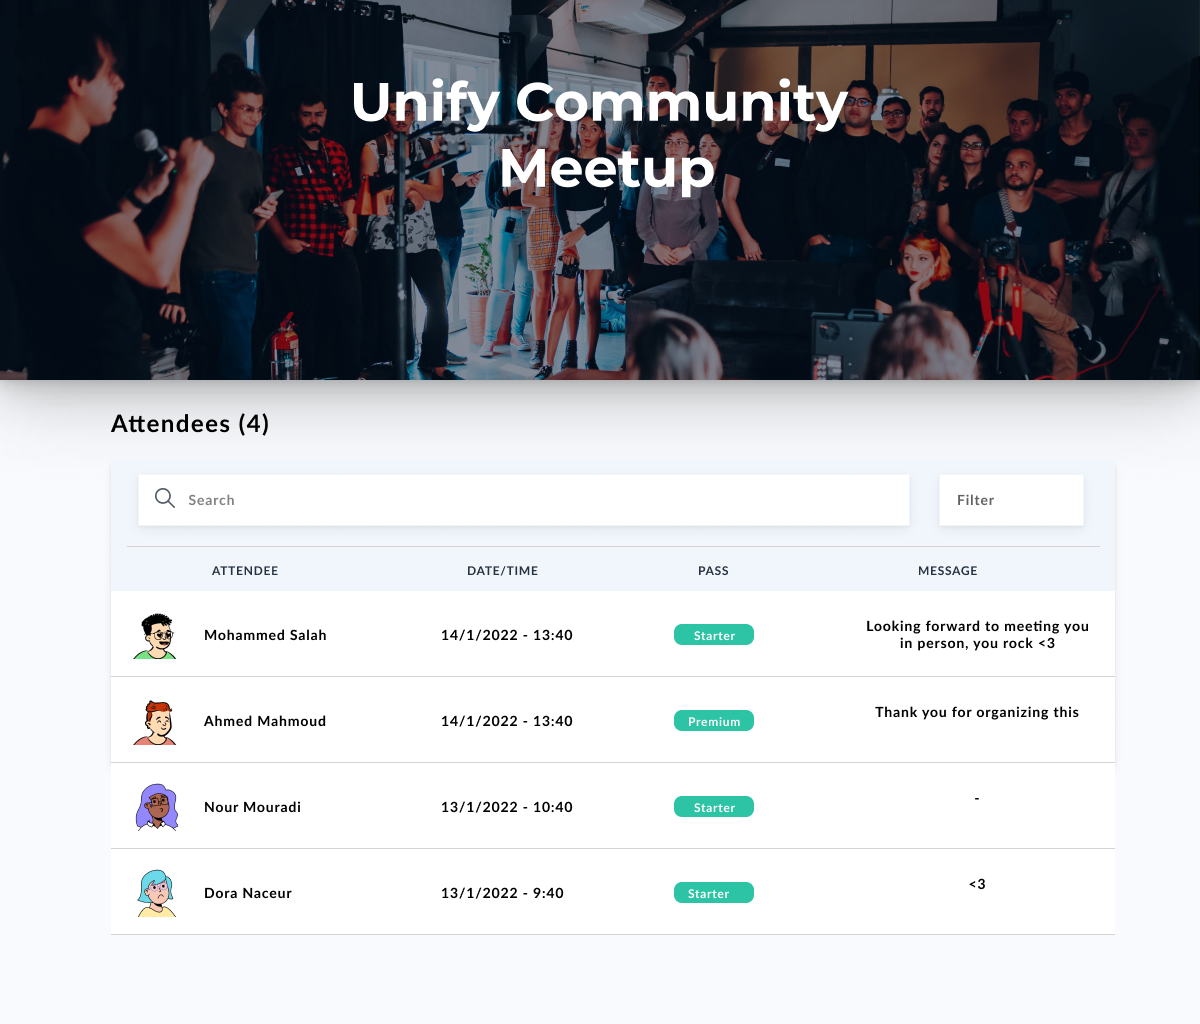 Unify Community
Meetup
Attendees (4)
Search
Filter
ATTENDEE DATE/TIME PASS MESSAGE
Mohammed Salah 14/1/2022 - 13:40 Starter Looking forward to meeting you
in person, you rock <3
Ahmed Mahmoud 14/1/2022 - 13:40 Premium Thank you for organizing this
Nour Mouradi 13/1/2022 - 10:40 Starter -
Dora Naceur 13/1/2022 - 9:40 Starter <3